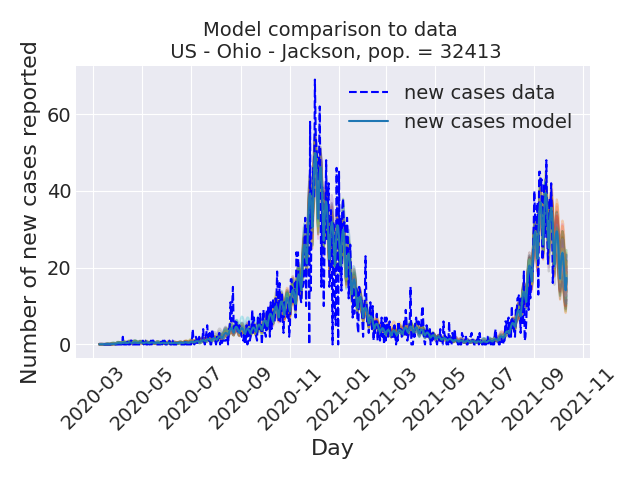 Model comparison to data
US - Ohio - Jackson, pop. = 32413
Number of new cases reported
60
40
20
0
new cases data
new cases model
2020-03
2020-05
2020-07
2020-09
2020-11
2021-01
2021-03
2021-05
2021-07
2021-09
2021-11
Day